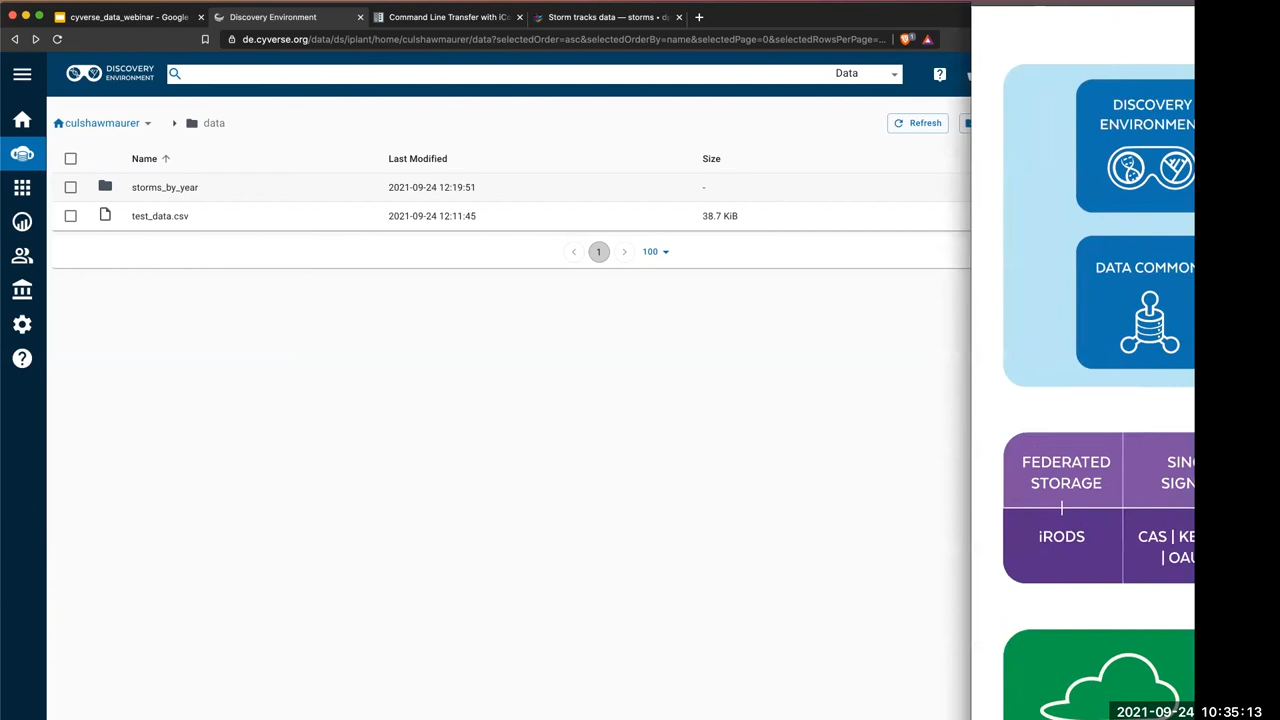 cyverse_data_webinar - Google
Discovery Environment
Command Line Transfer with iCo
Storm tracks data — storms • dp
de.cyverse.org/data/ds/iplant/home/culshawmaurer/data?selectedOrder=asc&selectedOrderBy=name&selectedPage=0&selectedRowsPerPage=...
DISCOVERY
ENVIRONMENT
Data
culshawmaurer
data
Refresh
Name
Last Modified
Size
storms_by_year
2021-09-24 12:19:51
-
test_data.csv
2021-09-24 12:11:45
38.7 KiB
1
100
DISCOVERY
ENVIRONMEN
DATA COMMON
FEDERATED
STORAGE
SING
SIGN
iRODS
CAS | KE
| OAU
2021-09-24 10:35:13